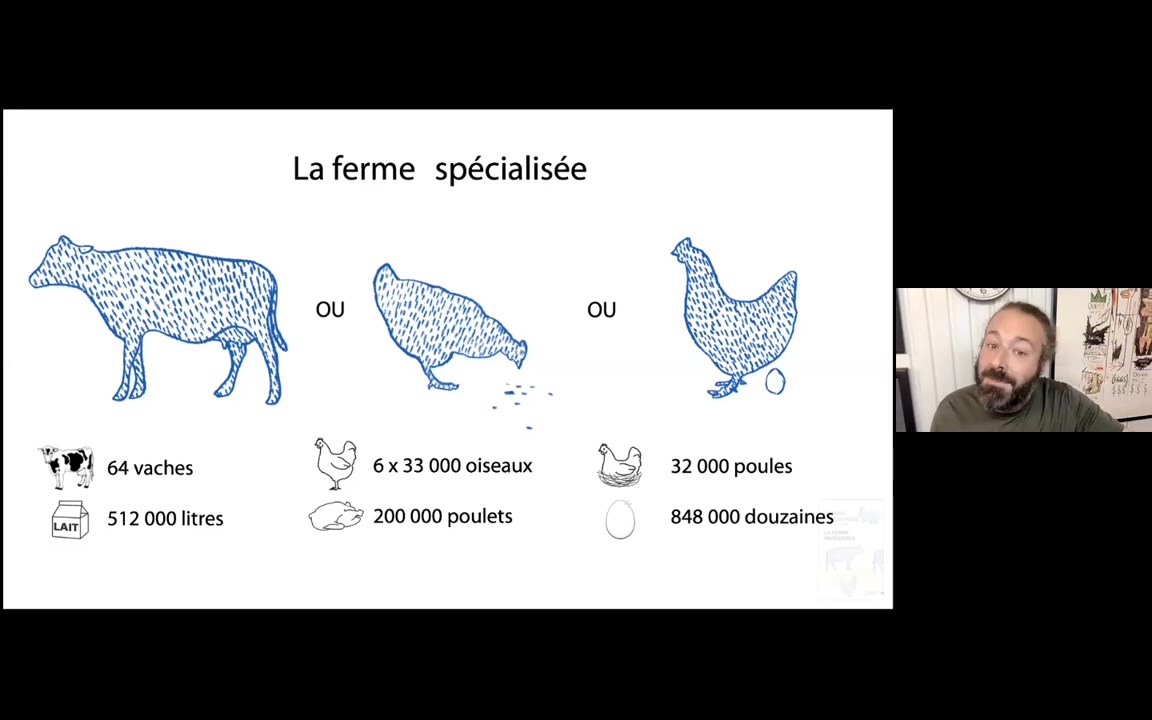 La ferme spécialisée
OU
OU
64 vaches
6 x 33 000 oiseaux
32 000 poules
LAIT
512 000 litres
200 000 poulets
848 000 douzaines